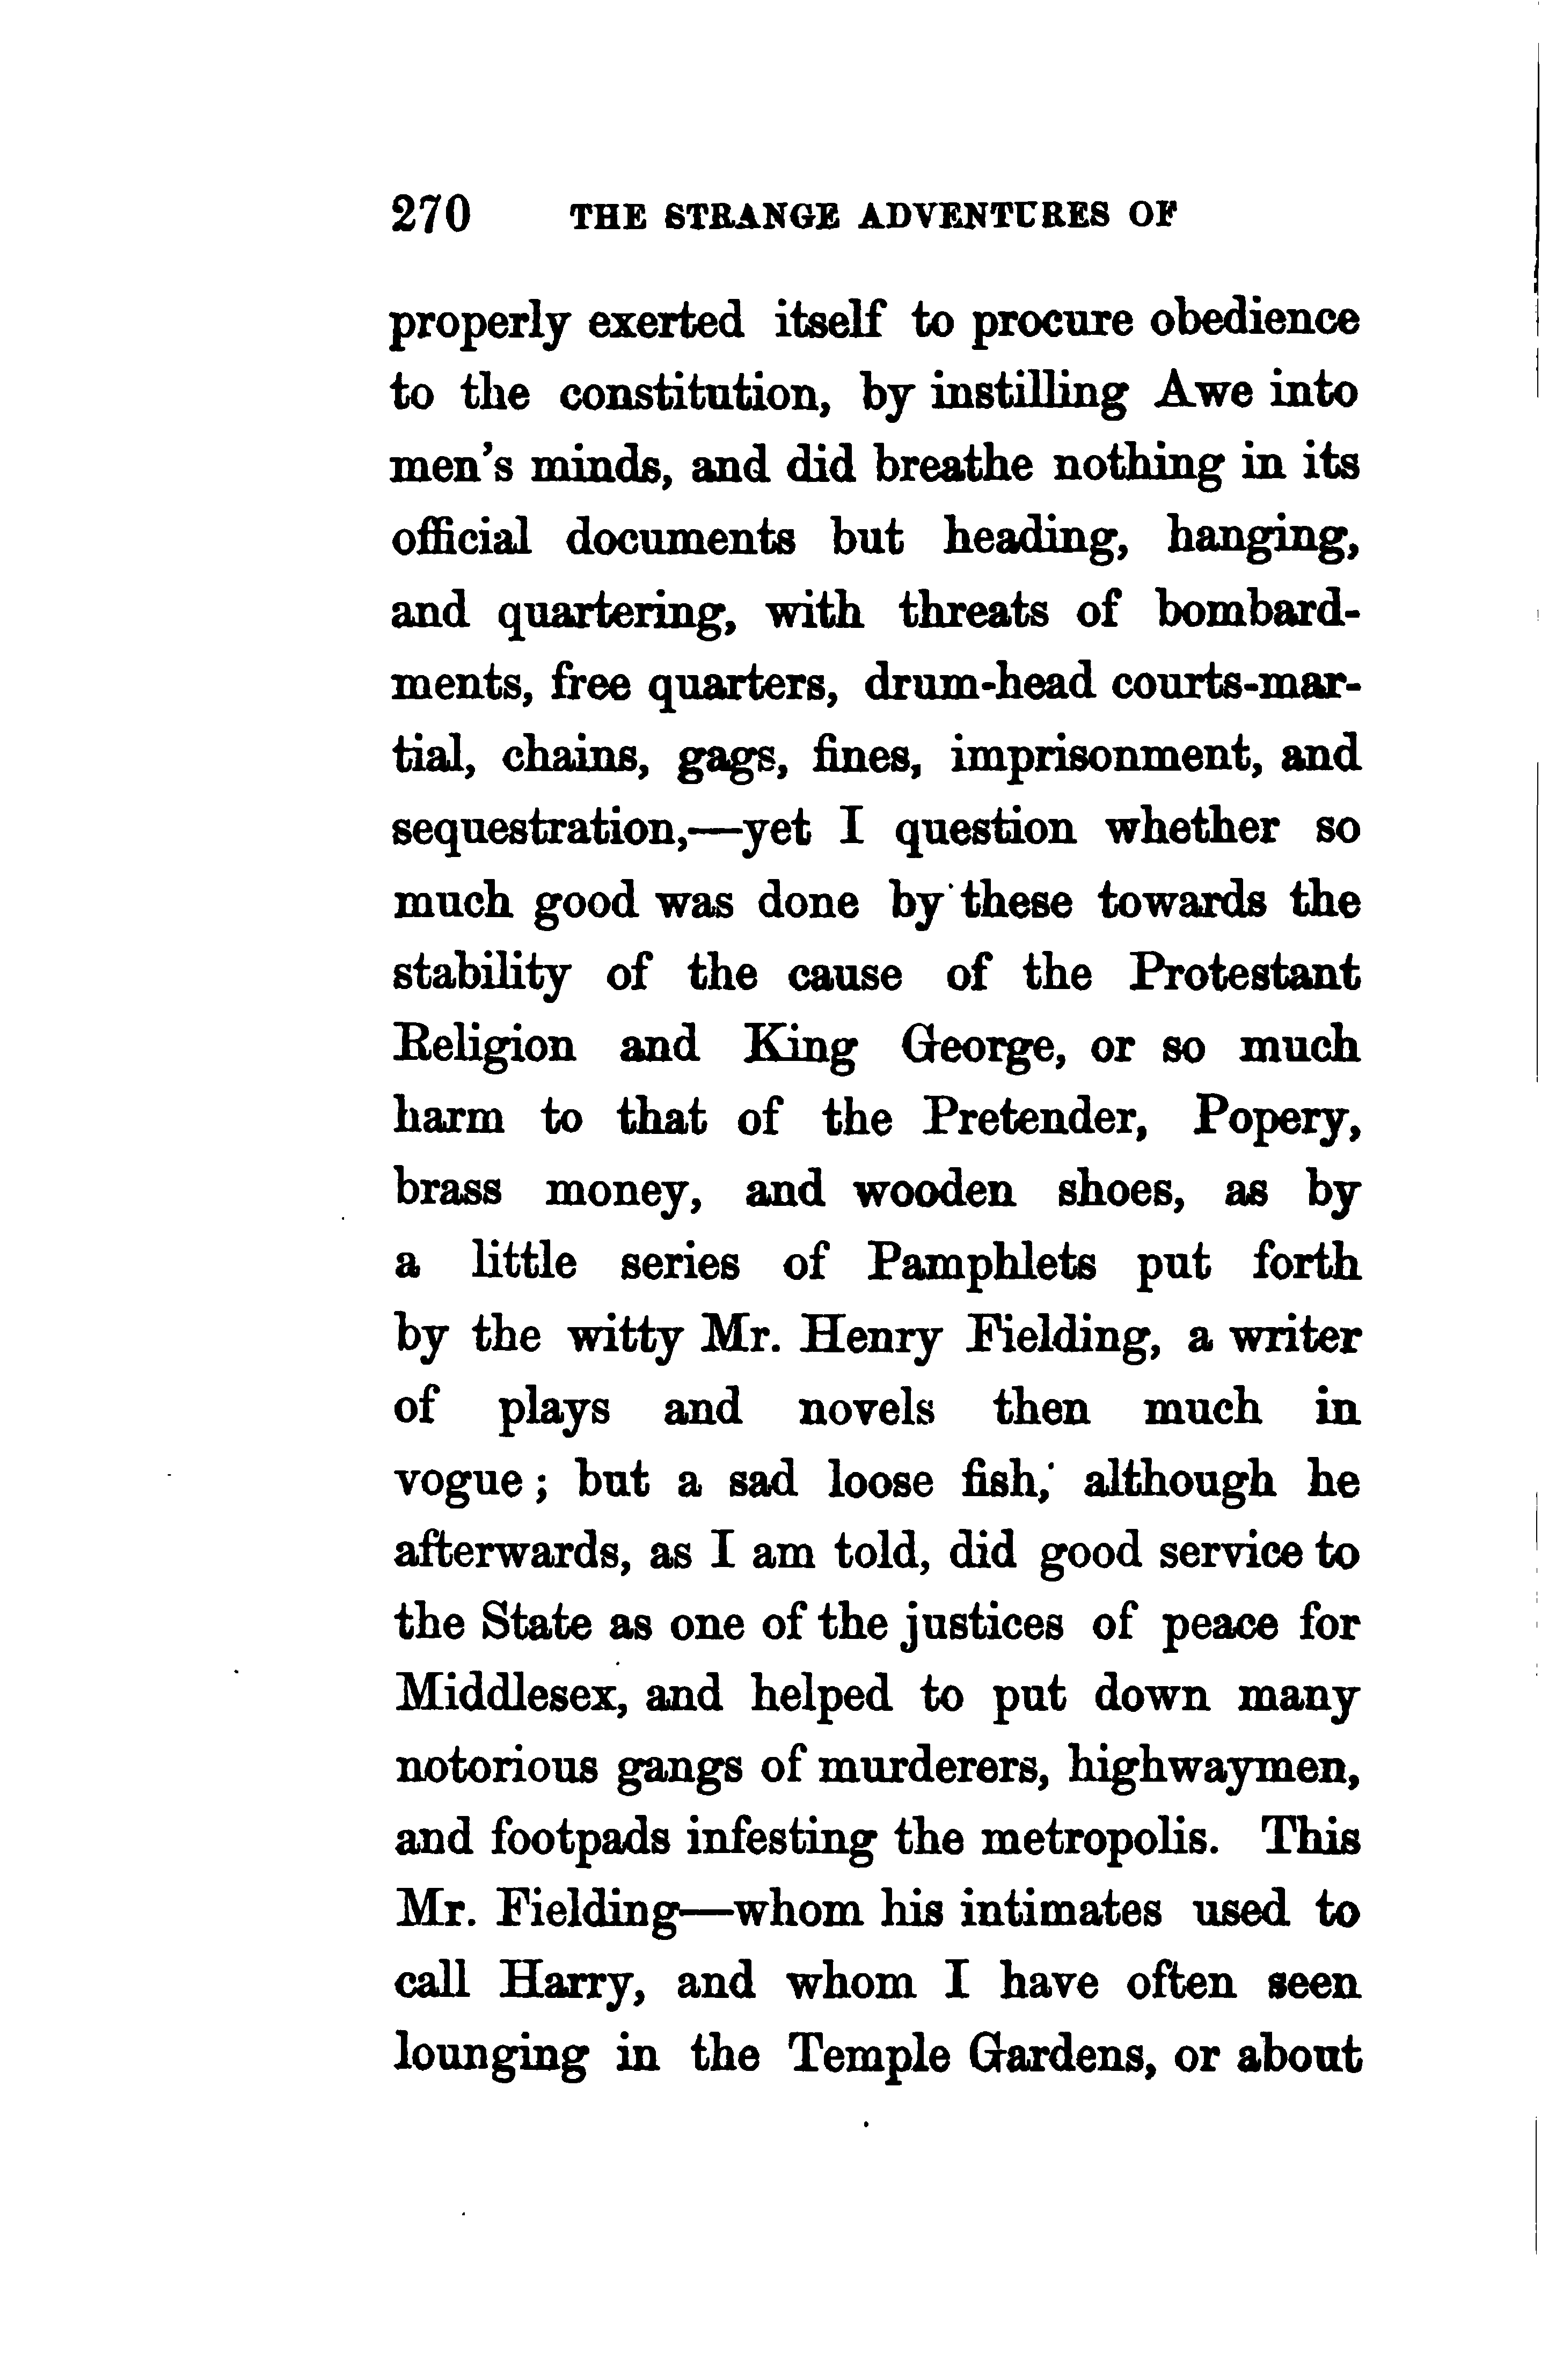 270 THE STRANGE ADVENTURES OF
properly exerted itself to procure obedience
to the constitution, by instilling Awe into
men's minds, and did breathe nothing in its
official documents but heading, hanging,
and quartering, with threats of bombard-
ments, free quarters, drum-head courts-mar-
tial, chains, gags, fines, imprisonment, and
sequestration,—yet I question whether so
much good was done by these towards the
stability of the cause of the Protestant
Religion and King George, or so much
harm to that of the Pretender, Popery,
brass money, and wooden shoes, as by
a little series of Pamphlets put forth
by the witty Mr. Henry Fielding, a writer
of plays and novels then much in
vogue; but a sad loose fish, although he
afterwards, as I am told, did good service to
the State as one of the justices of peace for
Middlesex, and helped to put down many
notorious gangs of murderers, highwaymen,
and footpads infesting the metropolis. This
Mr. Fielding—whom his intimates used to
call Harry, and whom I have often seen
lounging in the Temple Gardens, or about